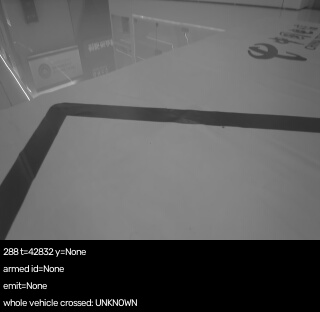 288 t=42832 y=None
armed id=None
emit=None
whole vehicle crossed: UNKNOWN